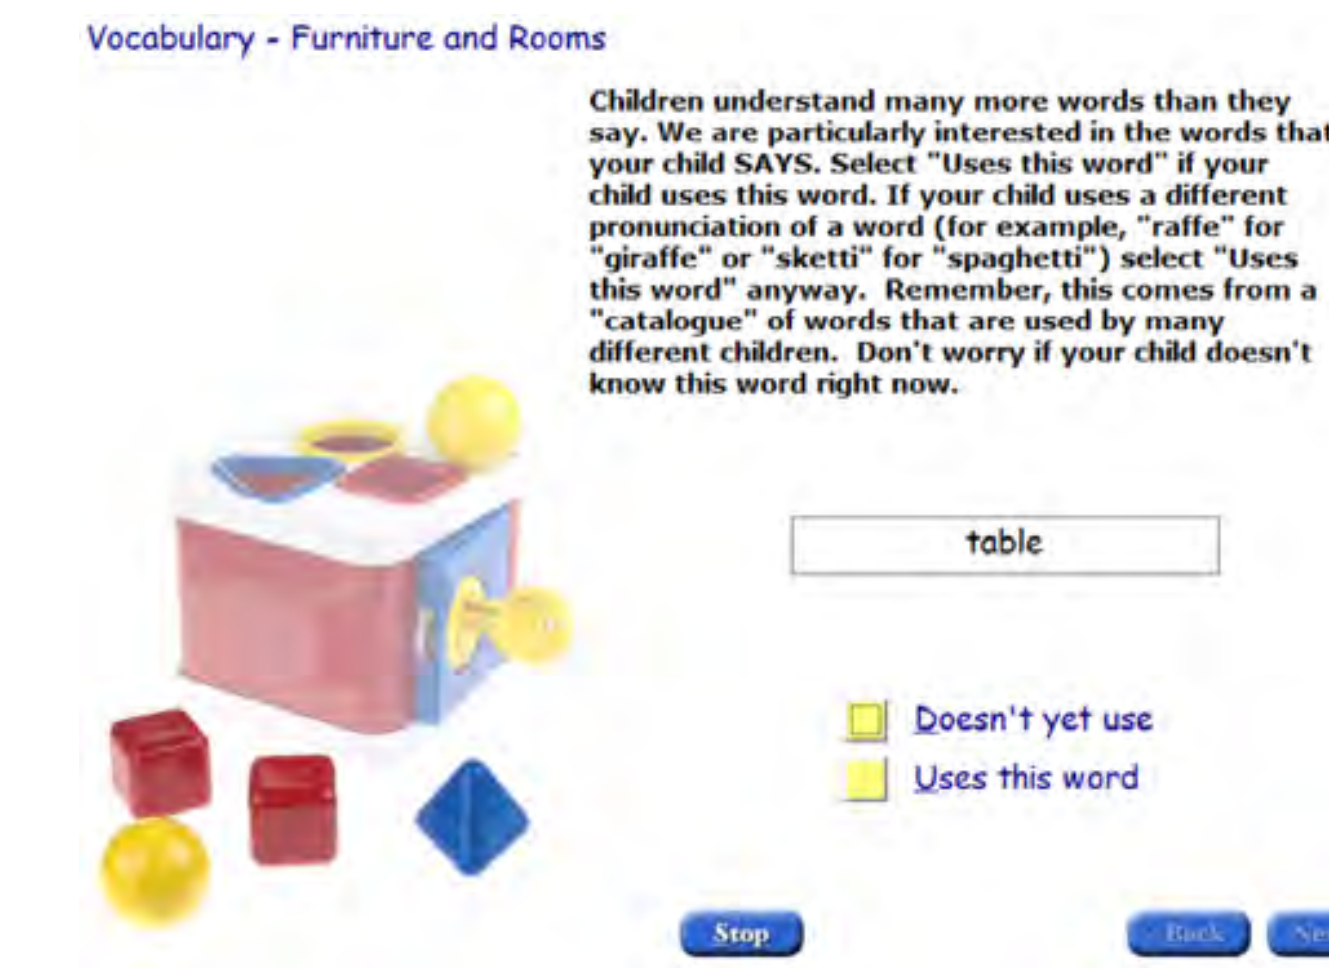 Vocabulary - Furniture and Rooms
Children understand many more words than they
say. We are particularly interested in the words that
your child SAYS. Select "Uses this word" if your
child uses this word. If your child uses a different
pronunciation of a word (for example, "raffe" for
"giraffe" or "sketti" for "spaghetti") select "Uses
this word" anyway.  Remember, this comes from a
"catalogue" of words that are used by many
different children.  Don't worry if your child doesn't
know this word right now.
table
Doesn't yet use
Uses this word
Stop
Back